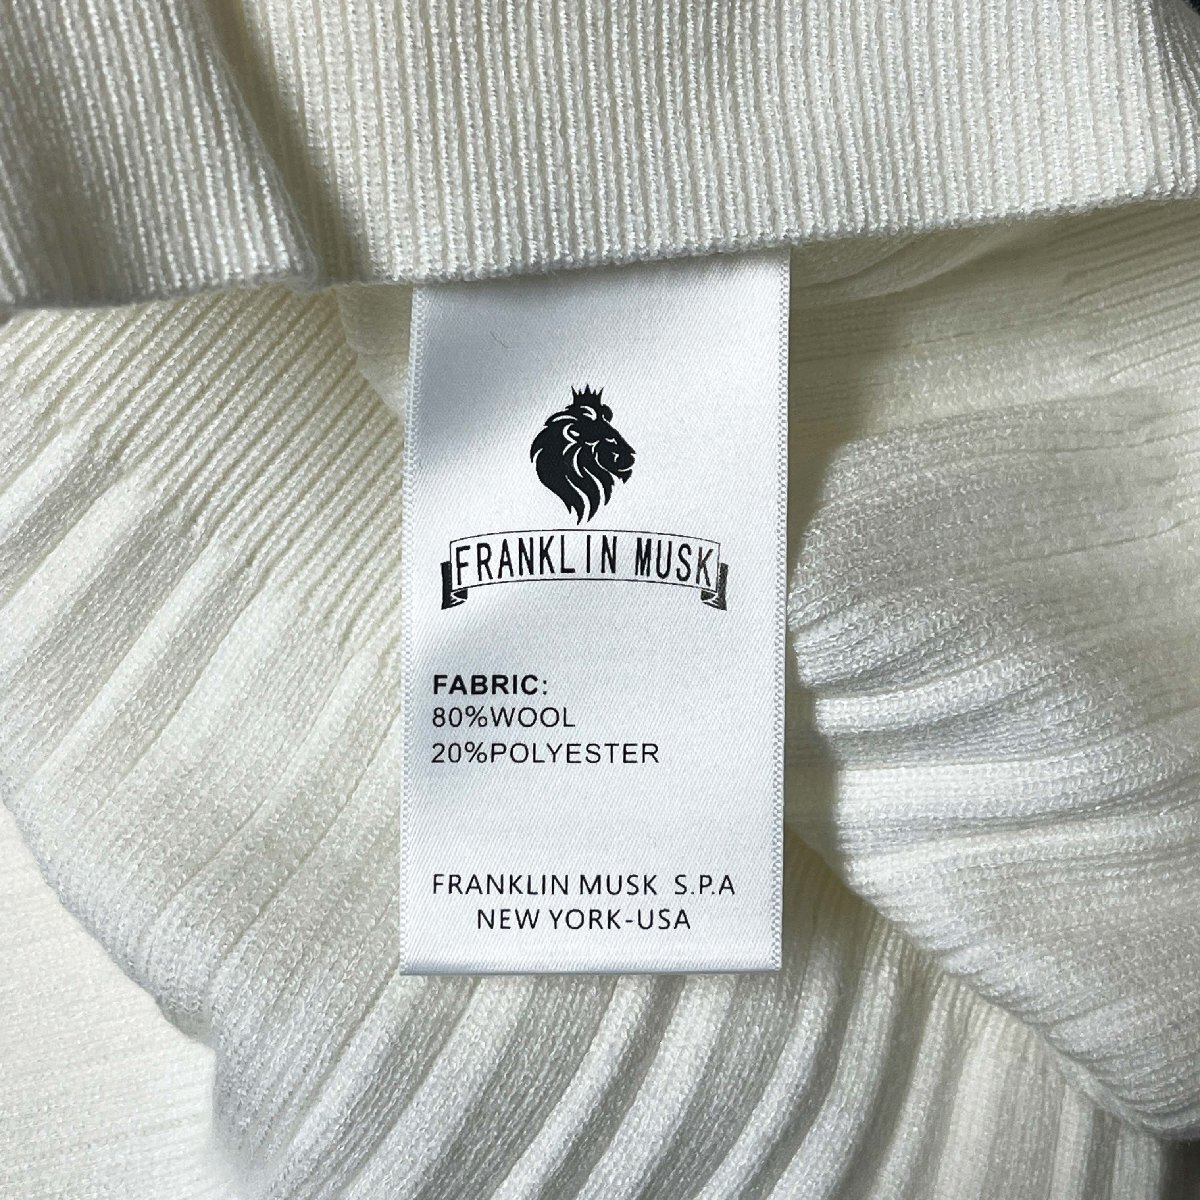 FRANKLIN MUSK
FABRIC:
80%WOOL
20%POLYESTER
FRANKLIN MUSK S.P.A
NEW YORK-USA